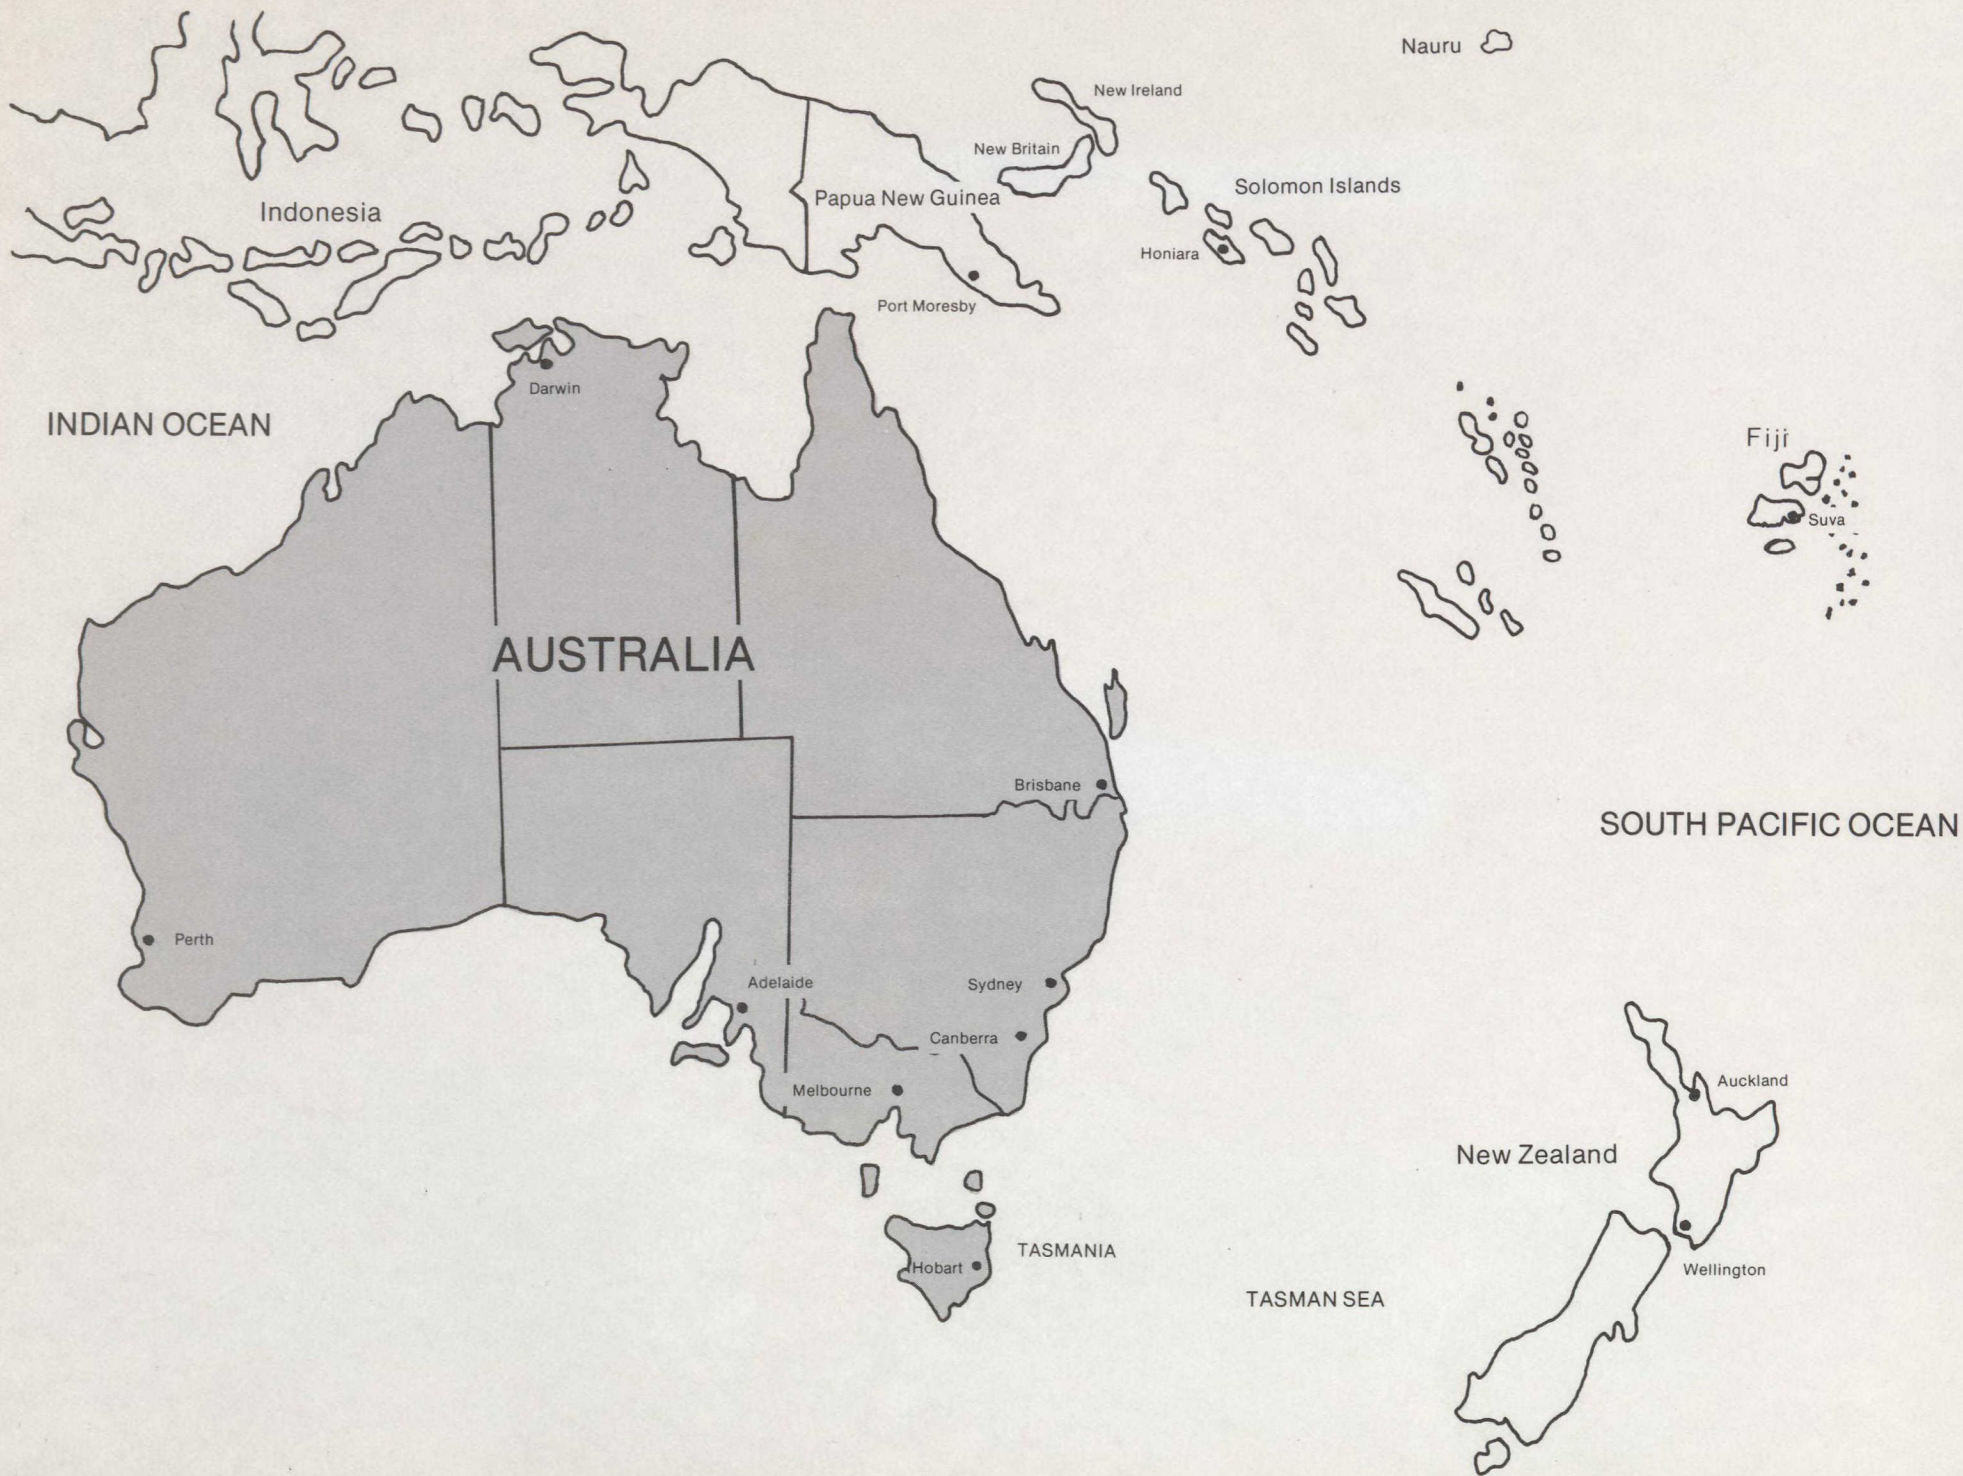 Nauru
New Ireland
New Britain
Solomon Islands
Papua New Guinea
Indonesia
Honiara
Port Moresby
Darwin
INDIAN OCEAN
Fiji
Suva
AUSTRALIA
Brisbane
SOUTH PACIFIC OCEAN
Perth
Adelaide
Sydney
Canberra
Melbourne
Auckland
New Zealand
TASMANIA
Hobart
Wellington
TASMAN SEA